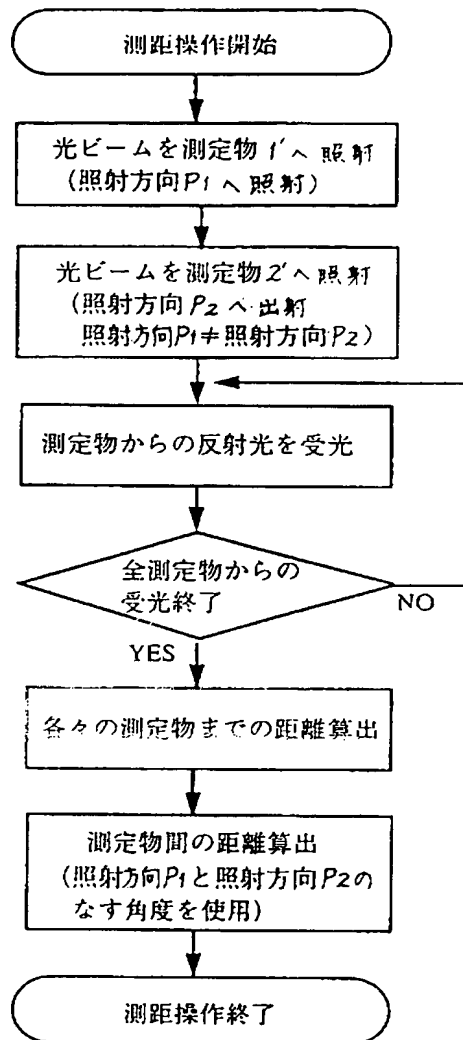 測距操作開始
光ビームを測定物1'へ照射
(照射方向P1へ照射)
光ビームを測定物2'へ照射
(照射方向P2へ出射
照射方向P1≠照射方向P2)
測定物からの反射光を受光
全測定物からの
受光終了
NO
YES
各々の測定物までの距離算出
測定物間の距離算出
(照射方向P1と照射方向P2の
なす角度を使用)
測距操作終了